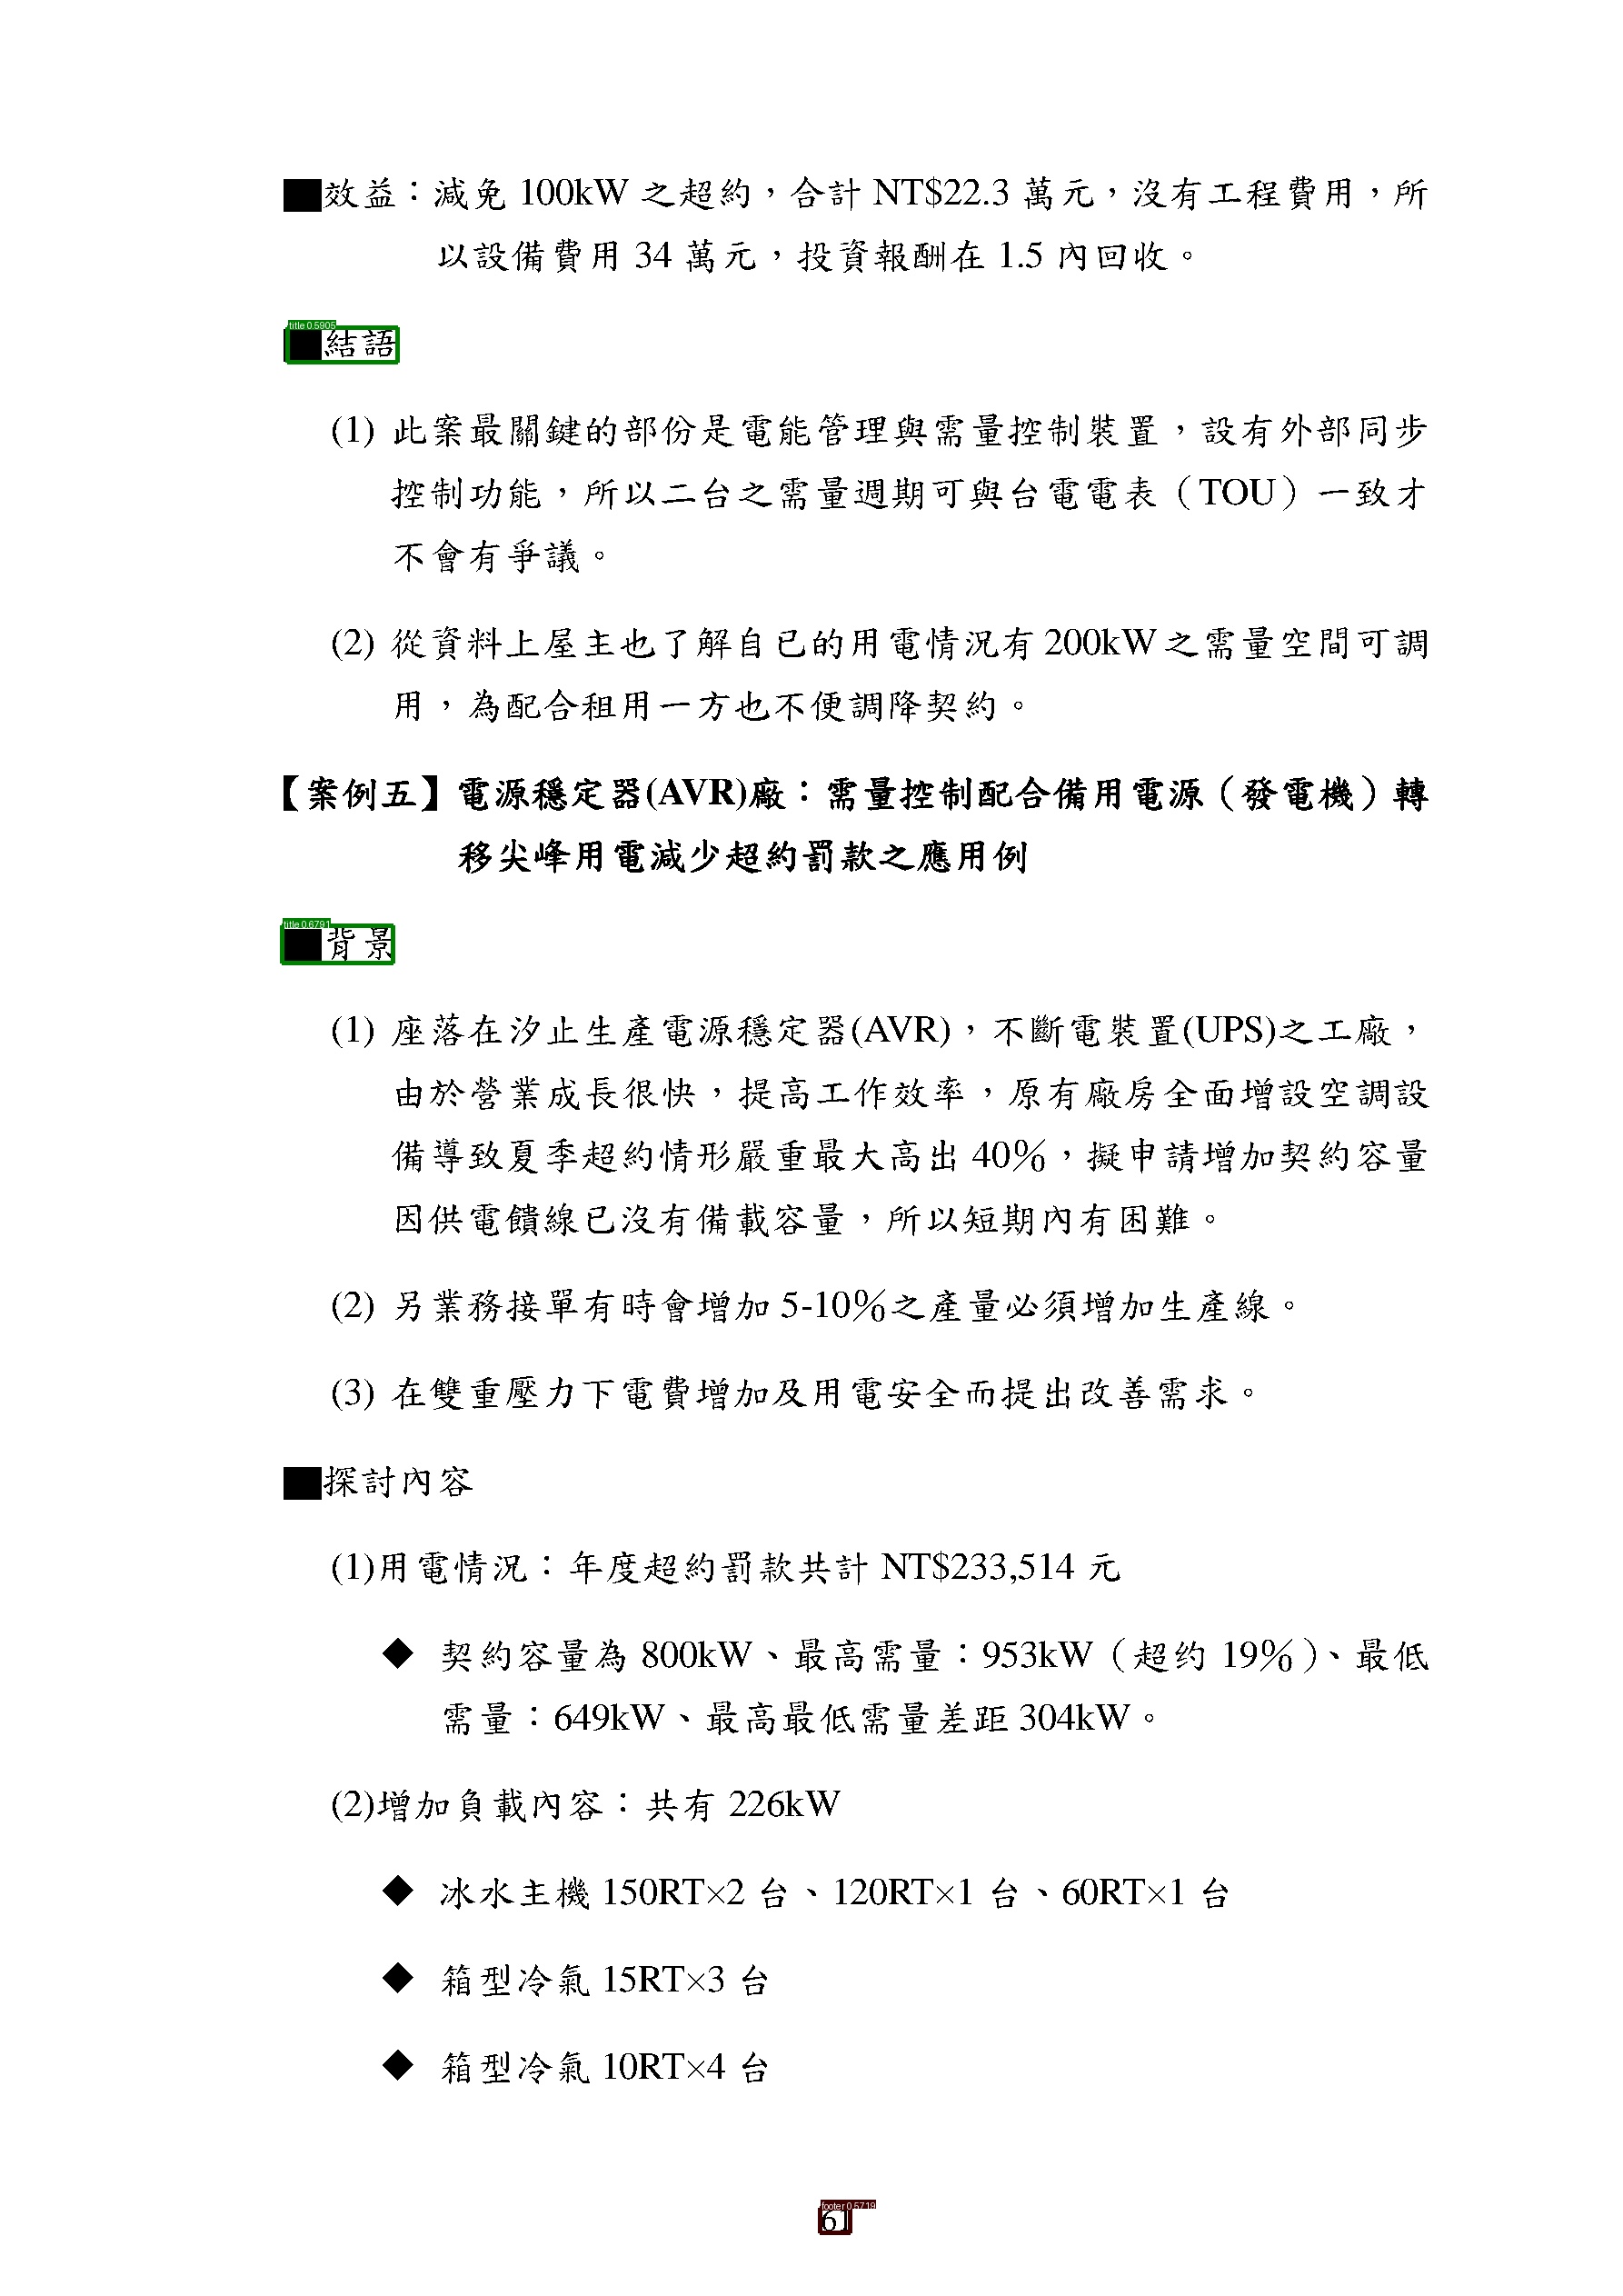 ■效益：減免 100kW 之超約，合計 NT$22.3 萬元，沒有工程費用，所
以設備費用 34 萬元，投資報酬在 1.5 內回收。
title 0.5905
■結語
(1) 此案最關鍵的部份是電能管理與需量控制裝置，設有外部同步
控制功能，所以二台之需量週期可與台電電表（TOU）一致才
不會有爭議。
(2) 從資料上屋主也了解自已的用電情況有 200kW 之需量空間可調
用，為配合租用一方也不便調降契約。
【案例五】電源穩定器(AVR)廠：需量控制配合備用電源（發電機）轉
移尖峰用電減少超約罰款之應用例
title 0.6791
■背景
(1) 座落在汐止生產電源穩定器(AVR)，不斷電裝置(UPS)之工廠，
由於營業成長很快，提高工作效率，原有廠房全面增設空調設
備導致夏季超約情形嚴重最大高出 40%，擬申請增加契約容量
因供電饋線已沒有備載容量，所以短期內有困難。
(2) 另業務接單有時會增加 5-10%之產量必須增加生產線。
(3) 在雙重壓力下電費增加及用電安全而提出改善需求。
■探討內容
(1)用電情況：年度超約罰款共計 NT$233,514 元
◆ 契約容量為 800kW、最高需量：953kW（超约 19%）、最低
需量：649kW、最高最低需量差距 304kW。
(2)增加負載內容：共有 226kW
◆ 冰水主機 150RT×2 台、120RT×1 台、60RT×1 台
◆ 箱型冷氣 15RT×3 台
◆ 箱型冷氣 10RT×4 台
footer 0.5719
61